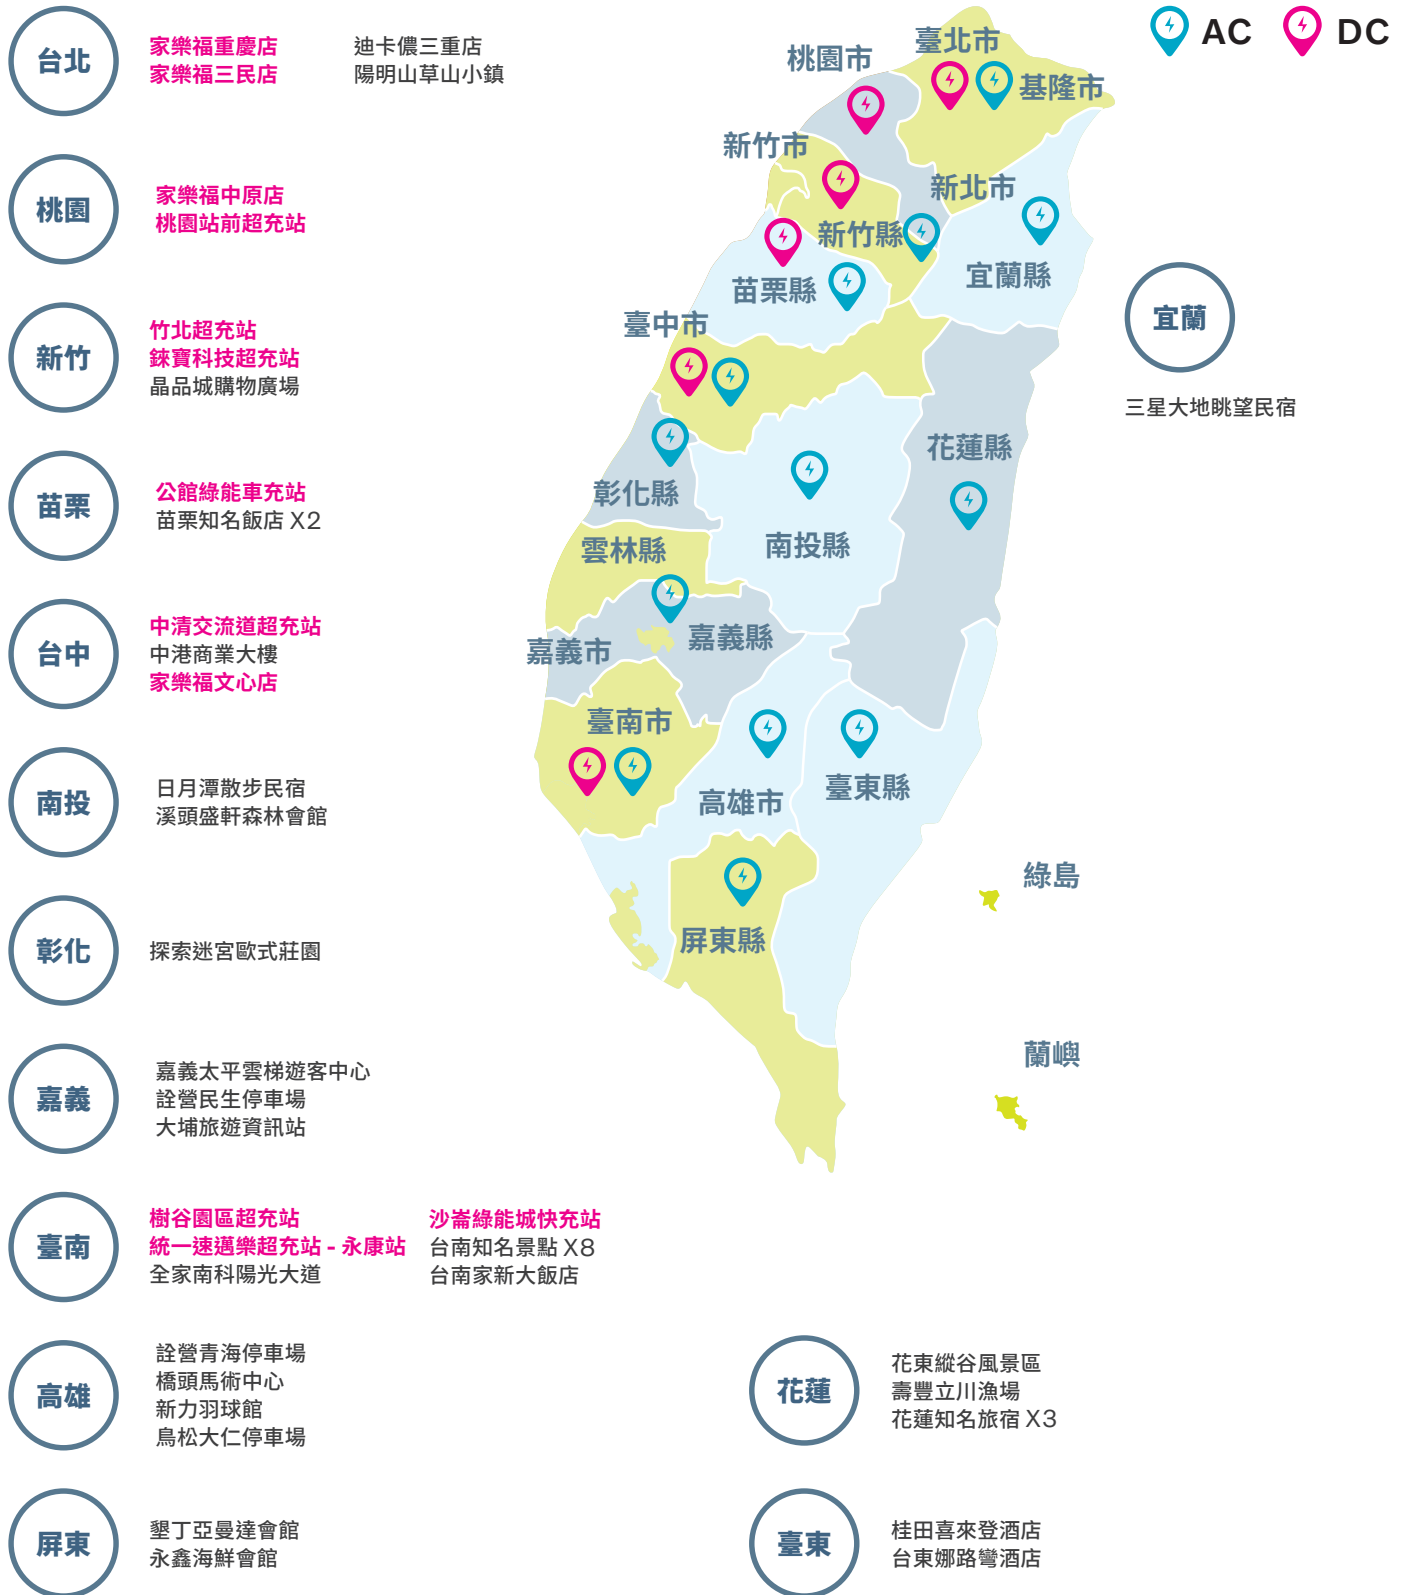 AC
DC
台北
家樂福重慶店
家樂福三民店
迪卡儂三重店
陽明山草山小鎮
桃園
家樂福中原店
桃園站前超充站
新竹
竹北超充站
錸寶科技超充站
晶品城購物廣場
苗栗
公館綠能車充站
苗栗知名飯店 X2
台中
中清交流道超充站
中港商業大樓
家樂福文心店
南投
日月潭散步民宿
溪頭盛軒森林會館
彰化
探索迷宮歐式莊園
嘉義
嘉義太平雲梯遊客中心
詮營民生停車場
大埔旅遊資訊站
臺南
樹谷園區超充站
統一速邁樂超充站 - 永康站
全家南科陽光大道
沙崙綠能城快充站
台南知名景點 X8
台南家新大飯店
高雄
詮營青海停車場
橋頭馬術中心
新力羽球館
鳥松大仁停車場
屏東
墾丁亞曼達會館
永鑫海鮮會館
臺北市
桃園市
基隆市
新竹市
新北市
新竹縣
宜蘭縣
苗栗縣
臺中市
花蓮縣
彰化縣
南投縣
雲林縣
嘉義縣
嘉義市
臺南市
臺東縣
高雄市
屏東縣
綠島
蘭嶼
宜蘭
三星大地眺望民宿
花蓮
花東縱谷風景區
壽豐立川漁場
花蓮知名旅宿 X3
臺東
桂田喜來登酒店
台東娜路彎酒店